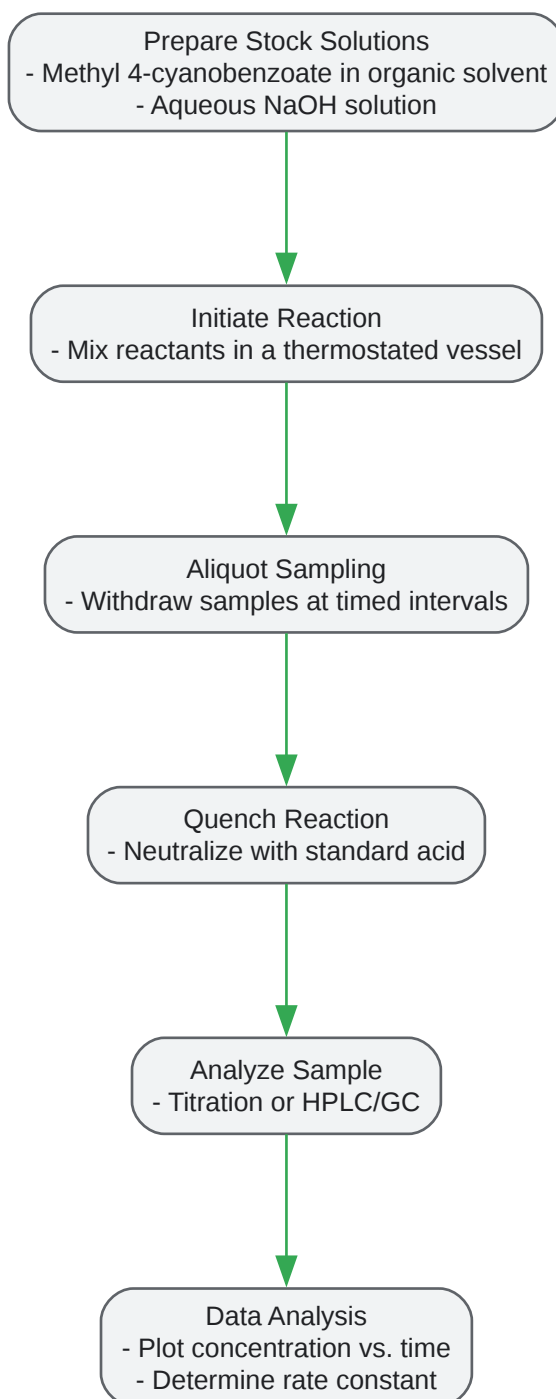 Prepare Stock Solutions
- Methyl 4-cyanobenzoate in organic solvent
- Aqueous NaOH solution
Initiate Reaction
- Mix reactants in a thermostated vessel
Aliquot Sampling
- Withdraw samples at timed intervals
Quench Reaction
- Neutralize with standard acid
Analyze Sample
- Titration or HPLC/GC
Data Analysis
- Plot concentration vs. time
- Determine rate constant